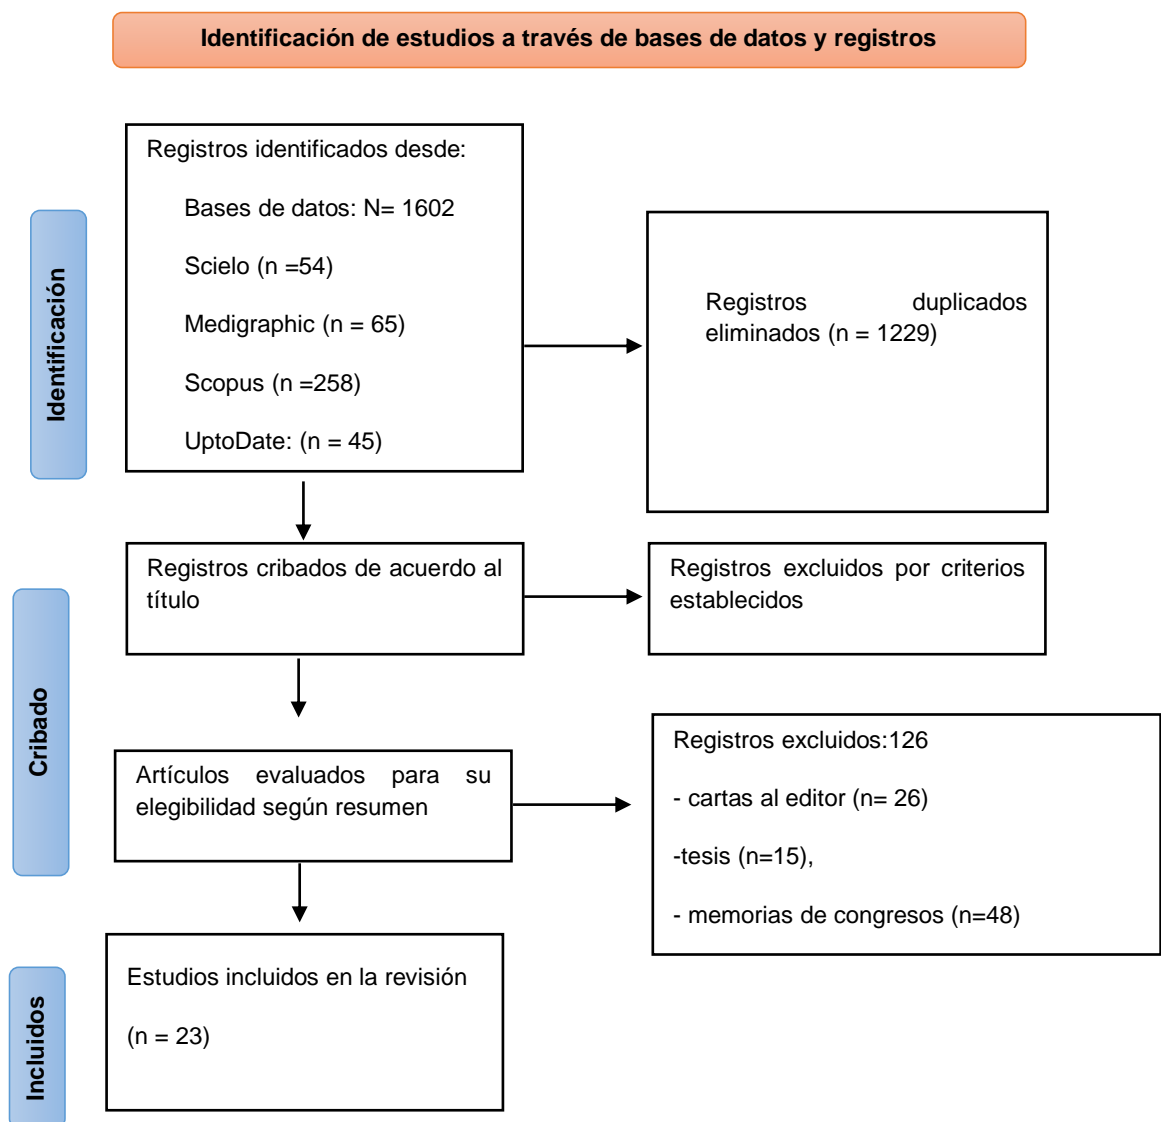 Identificación de estudios a través de bases de datos y registros
Identificación
Registros identificados desde:
Bases de datos: N= 1602
Scielo (n =54)
Medigraphic (n = 65)
Scopus (n =258)
UptoDate: (n = 45)
Registros duplicados
eliminados (n = 1229)
Cribado
Registros cribados de acuerdo al
título
Registros excluidos por criterios
establecidos
Artículos evaluados para su
elegibilidad según resumen
Registros excluidos:126
- cartas al editor (n= 26)
-tesis (n=15),
- memorias de congresos (n=48)
Incluidos
Estudios incluidos en la revisión
(n = 23)